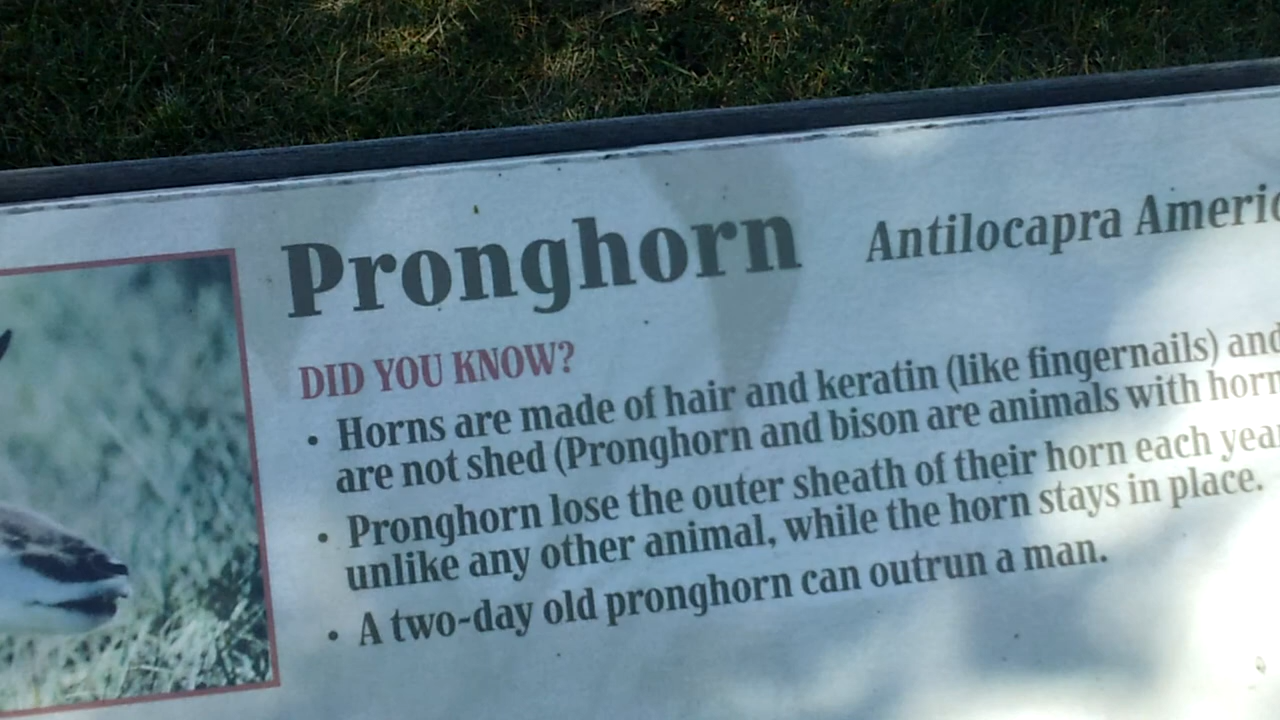 Pronghorn Antilocapra Americ
DID YOU KNOW?
• Horns are made of hair and keratin (like fingernails) and
are not shed (Pronghorn and bison are animals with horn
• Pronghorn lose the outer sheath of their horn each year
unlike any other animal, while the horn stays in place.
• A two-day old pronghorn can outrun a man.